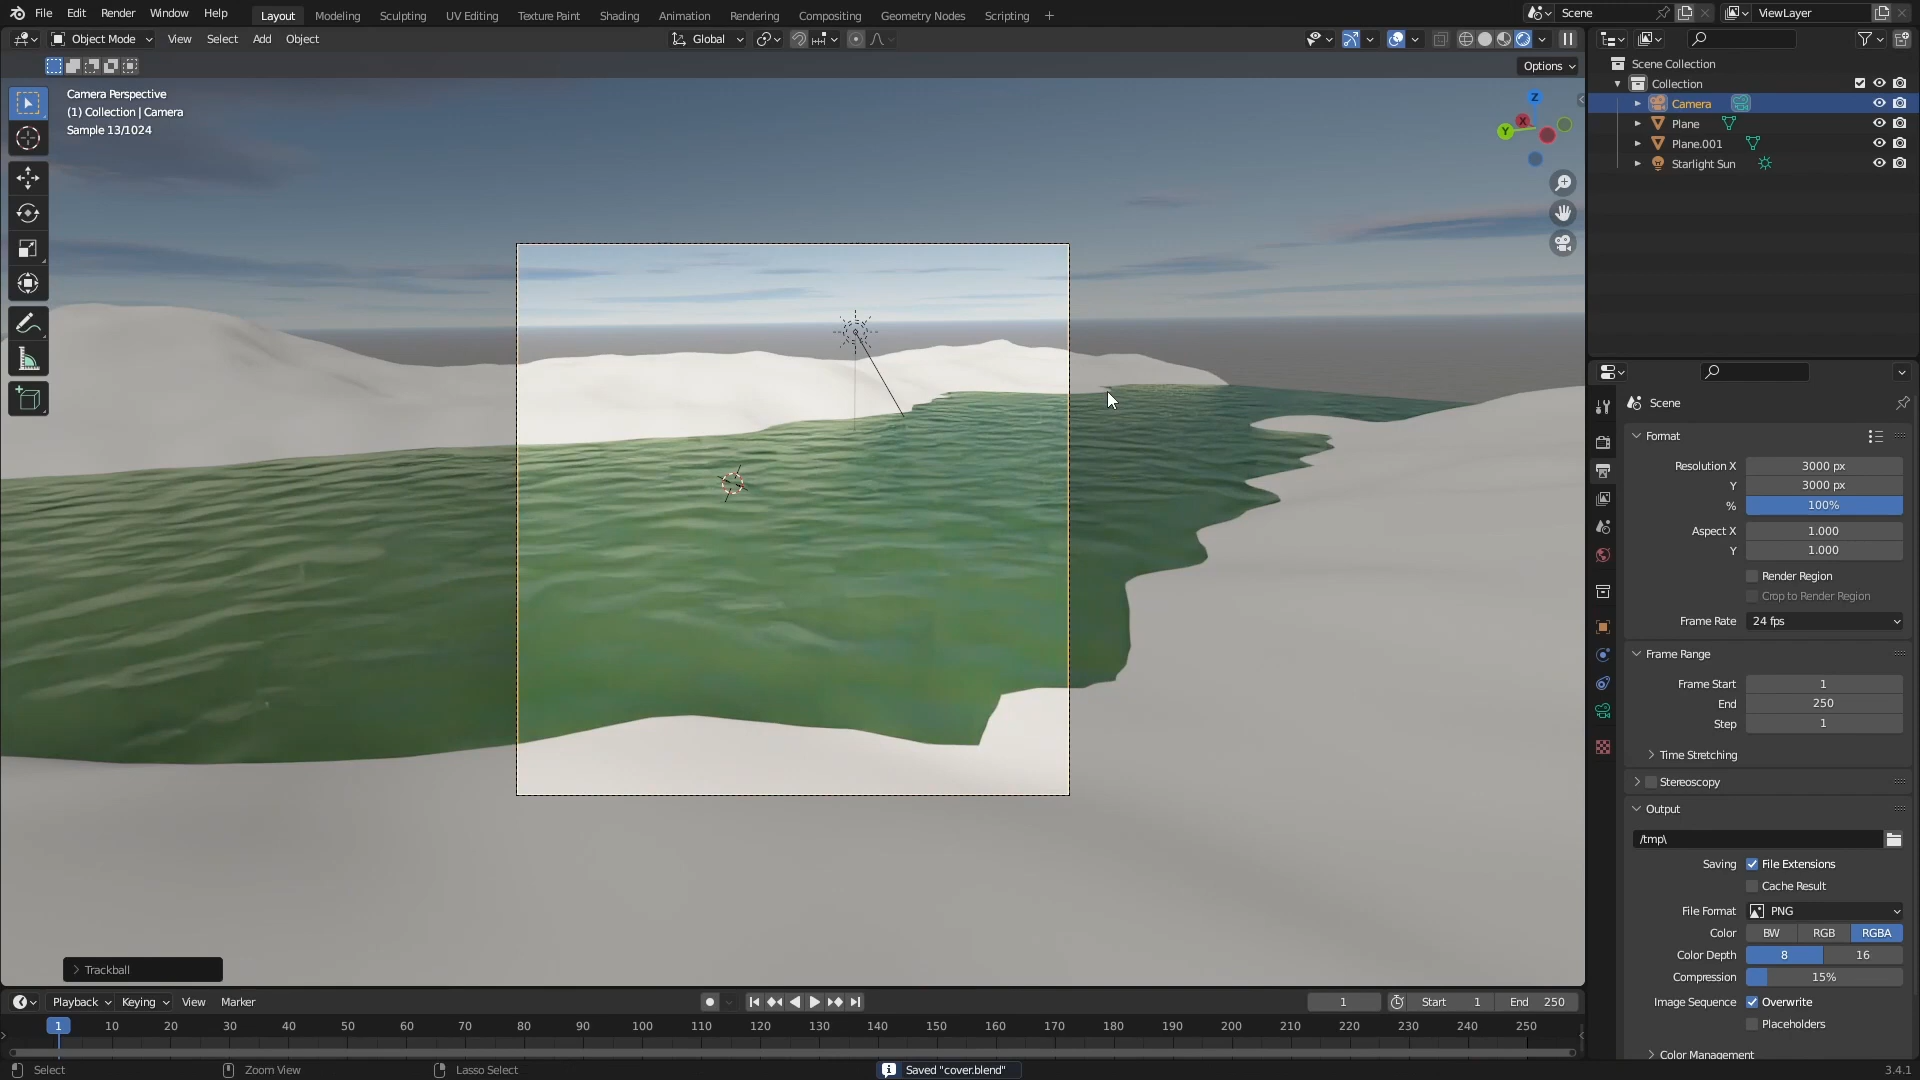 File Edit Render Window Help Layout Modeling Sculpting UV Editing Texture Paint Shading Animation Rendering Compositing Geometry Nodes Scripting + Scene ViewLayer
Object Mode View Select Add Object Global
Options
Camera Perspective
(1) Collection | Camera
Sample 13/1024
Z
X
Y
Scene Collection
Collection
Camera
Plane
Plane.001
Starlight Sun
Scene
Format
Resolution X 3000 px
Y 3000 px
% 100%
Aspect X 1.000
Y 1.000
Render Region
Crop to Render Region
Frame Rate 24 fps
Frame Range
Frame Start 1
End 250
Step 1
Time Stretching
Stereoscopy
Output
/tmp\
Saving File Extensions
Cache Result
File Format PNG
Color BW RGB RGBA
Color Depth 8 16
Compression 15%
Image Sequence Overwrite
Placeholders
Color Management
Trackball
Playback Keying View Marker 1 Start 1 End 250
1 10 20 30 40 50 60 70 80 90 100 110 120 130 140 150 160 170 180 190 200 210 220 230 240 250
Select Zoom View Lasso Select Saved "cover.blend" 3.4.1